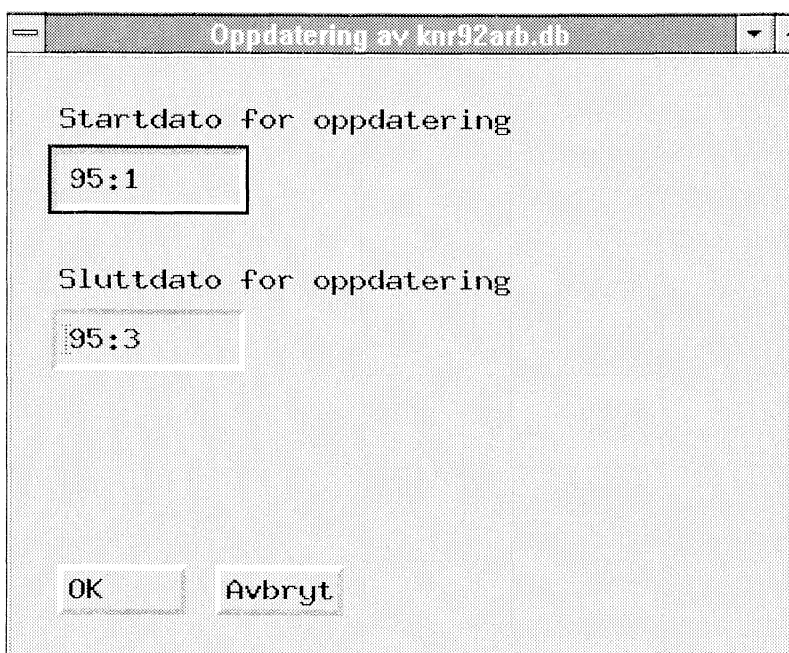 Oppdatering av knr92arb.db
Startdato for oppdatering
95:1
Sluttdato for oppdatering
95:3
OK Avbryt